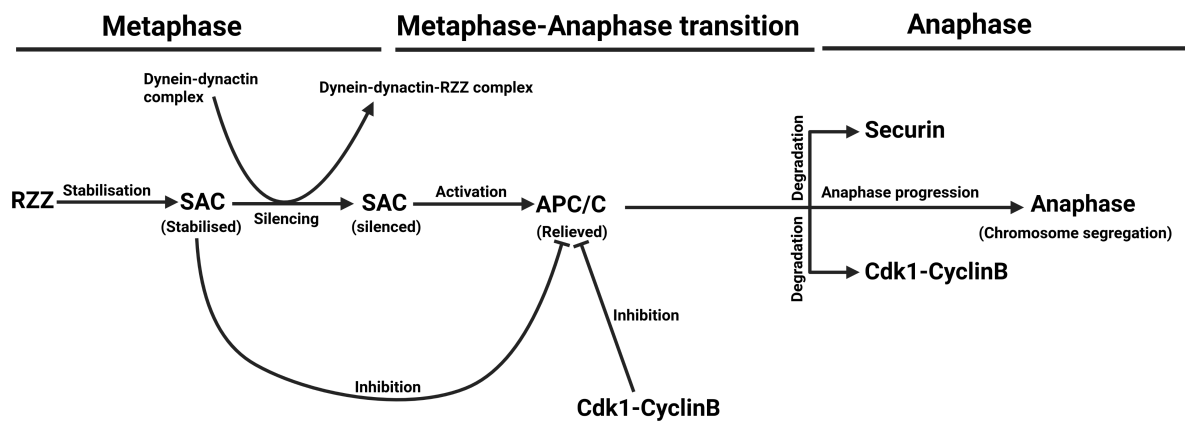 Metaphase
Metaphase-Anaphase transition
Anaphase
Dynein-dynactin
complex
Dynein-dynactin-RZZ complex
RZZ
Stabilisation
SAC
(Stabilised)
Silencing
SAC
(silenced)
Activation
APC/C
(Relieved)
Degradation
Securin
Anaphase progression
Anaphase
(Chromosome segregation)
Degradation
Cdk1-CyclinB
Inhibition
Inhibition
Cdk1-CyclinB